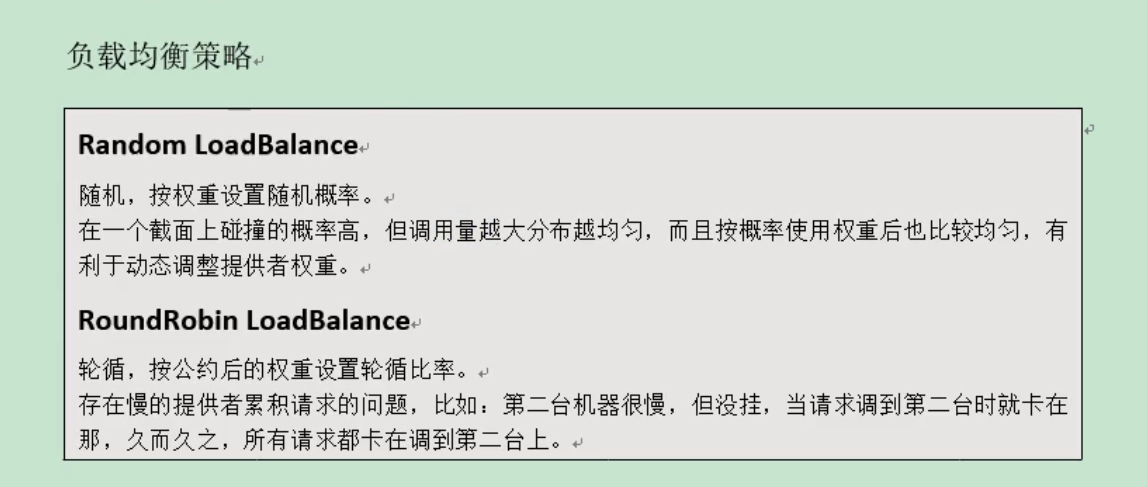 负载均衡策略
Random LoadBalance
随机，按权重设置随机概率。
在一个截面上碰撞的概率高，但调用量越大分布越均匀，而且按概率使用权重后也比较均匀，有
利于动态调整提供者权重。
RoundRobin LoadBalance
轮循，按公约后的权重设置轮循比率。
存在慢的提供者累积请求的问题，比如：第二台机器很慢，但没挂，当请求调到第二台时就卡在
那，久而久之，所有请求都卡在调到第二台上。